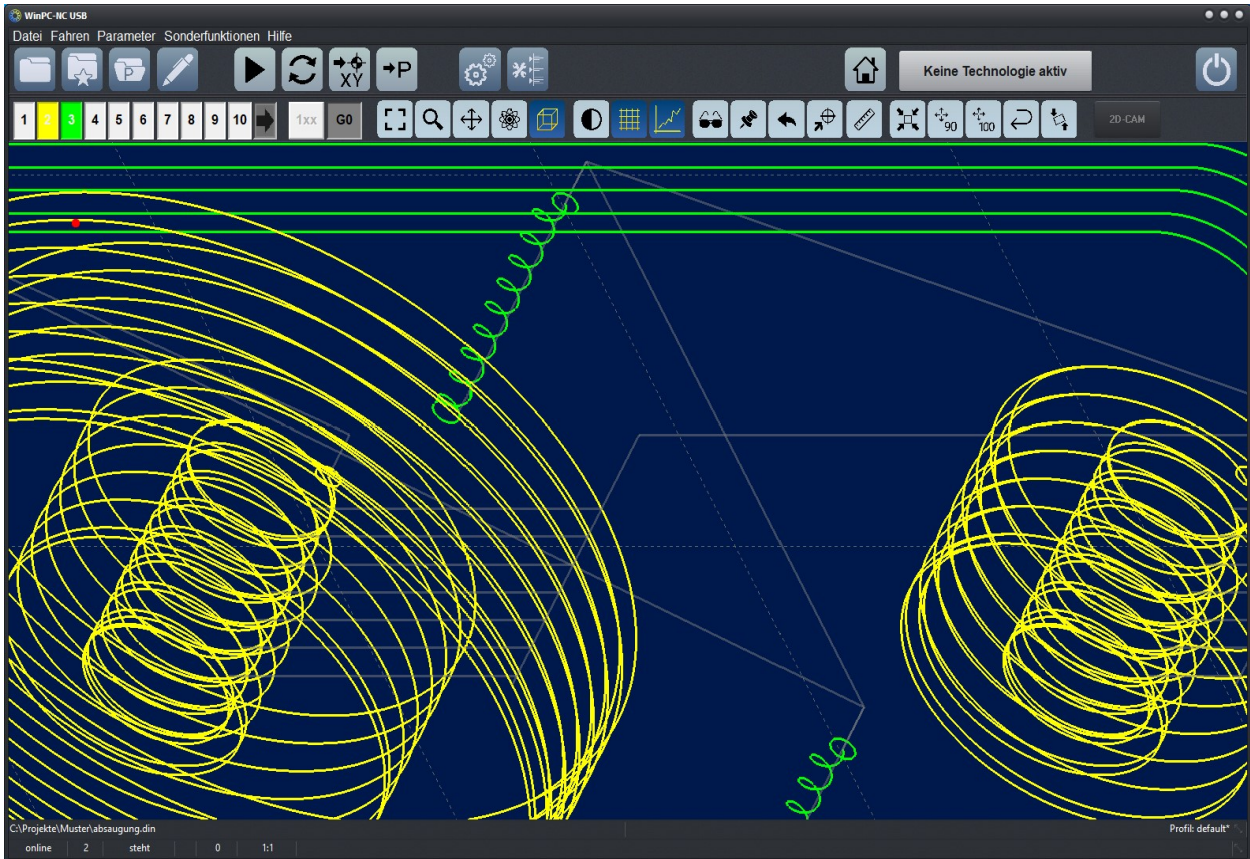 WinPC-NC USB
Datei Fahren Parameter Sonderfunktionen Hilfe
P XY →P Keine Technologie aktiv
1 2 3 4 5 6 7 8 9 10 1xx G0 90 100 2D-CAM
C:\Projekte\Muster\absaugung.din Profil: default*
online 2 steht 0 1:1